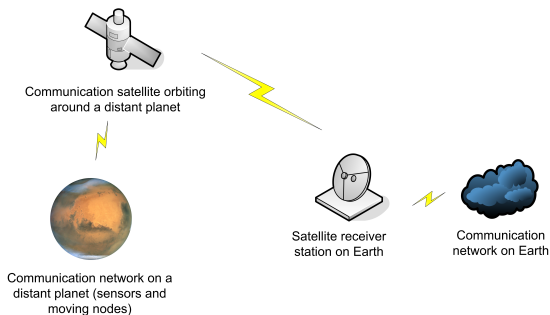 Communication satellite orbiting
around a distant planet
Satellite receiver
station on Earth
Communication
network on Earth
Communication network on a
distant planet (sensors and
moving nodes)